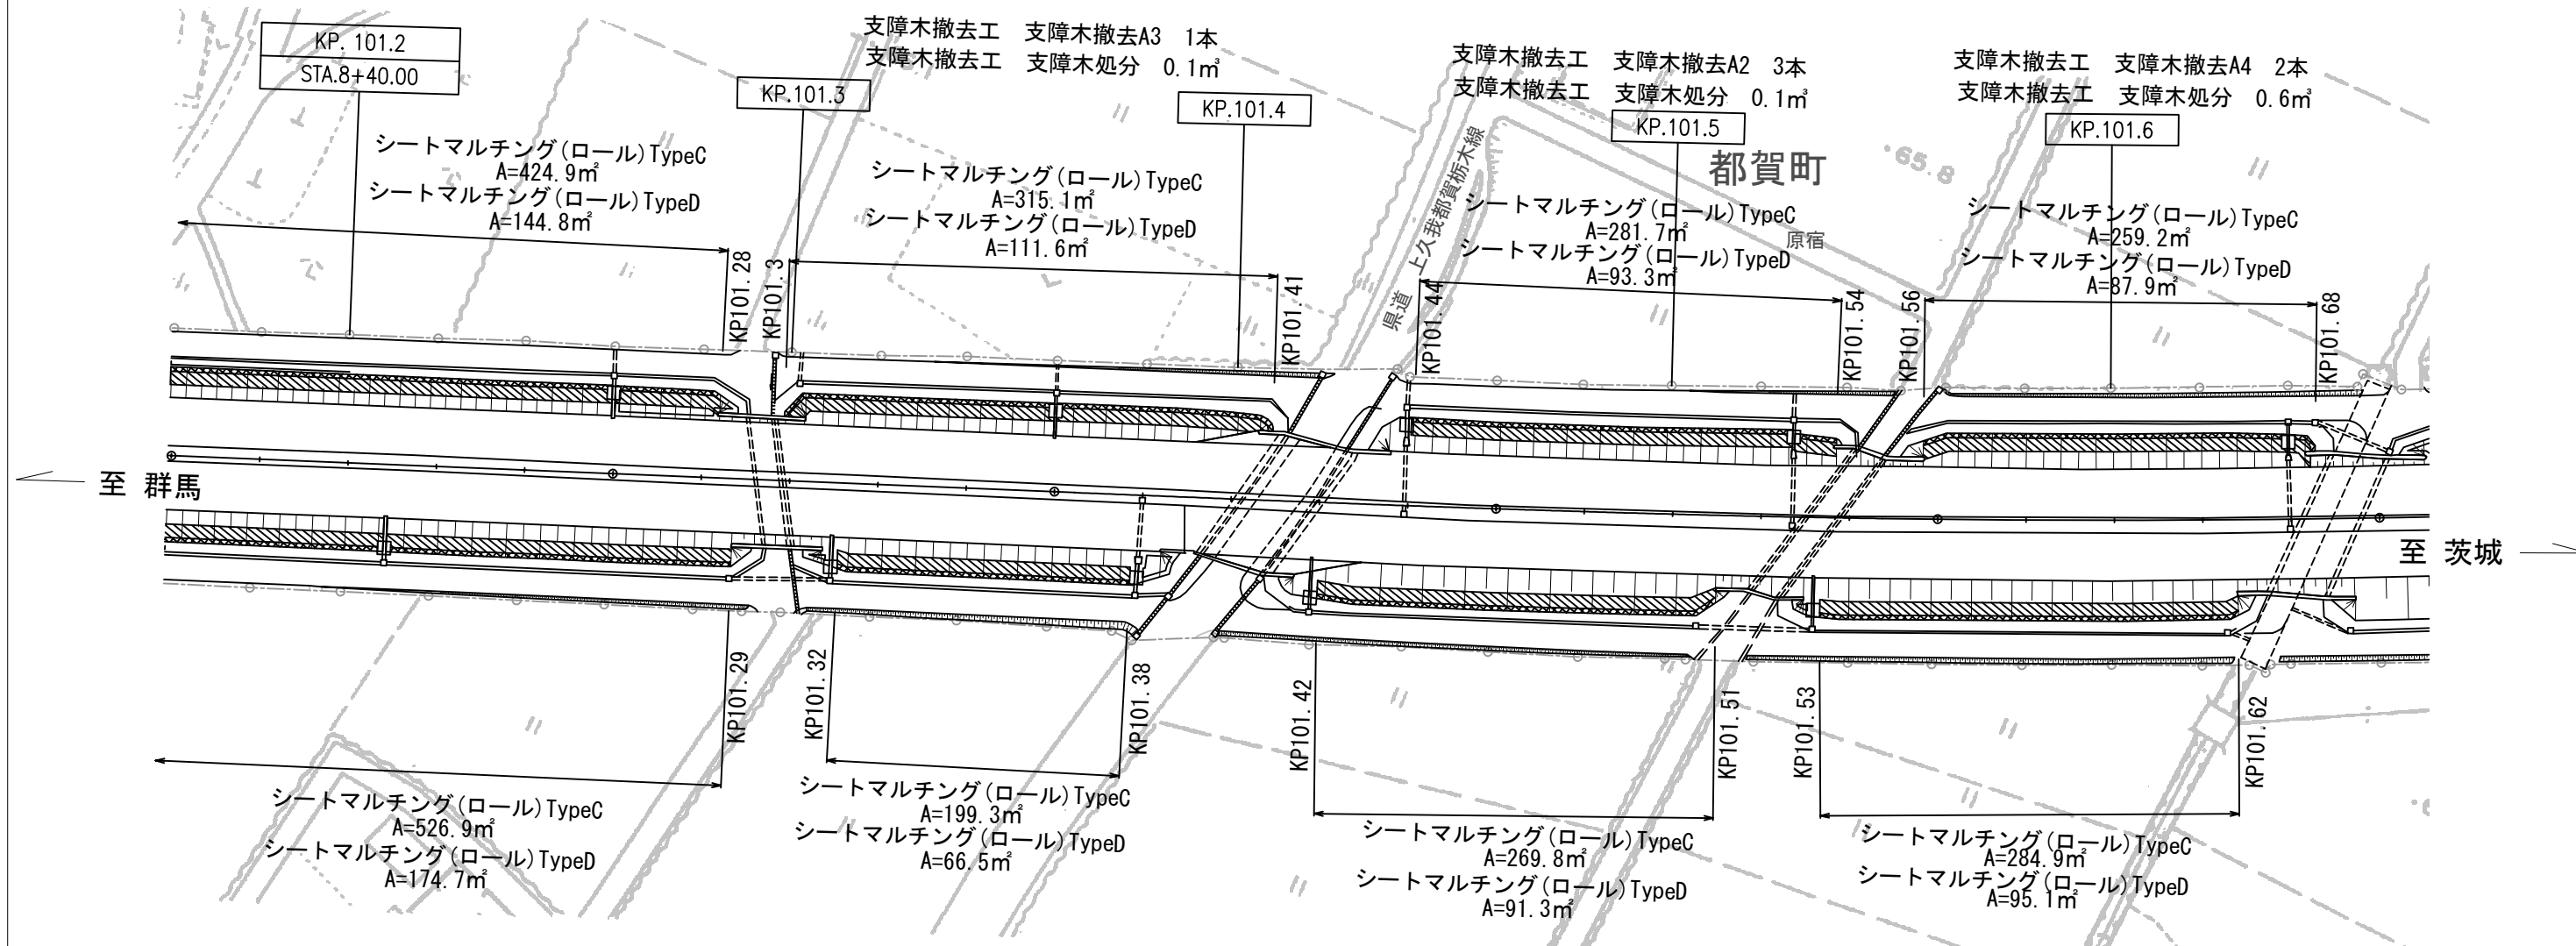 KP. 101.2
STA.8+40.00
支障木撤去工　支障木撤去A3　1本
支障木撤去工　支障木処分　0.1㎥
KP.101.3
KP.101.4
支障木撤去工　支障木撤去A2　3本
支障木撤去工　支障木処分　0.1㎥
KP.101.5
支障木撤去工　支障木撤去A4　2本
支障木撤去工　支障木処分　0.6㎥
KP.101.6
シートマルチング(ロール)TypeC
A=424.9㎡
シートマルチング(ロール)TypeD
A=144.8㎡
シートマルチング(ロール)TypeC
A=315.1㎡
シートマルチング(ロール)TypeD
A=111.6㎡
県道　上久我都賀栃木線
都賀町
原宿
・65.8
シートマルチング(ロール)TypeC
A=281.7㎡
シートマルチング(ロール)TypeD
A=93.3㎡
シートマルチング(ロール)TypeC
A=259.2㎡
シートマルチング(ロール)TypeD
A=87.9㎡
KP101.28
KP101.3
KP101.41
KP101.44
KP101.54
KP101.56
KP101.68
至 群馬
至 茨城
KP101.29
KP101.32
KP101.38
KP101.42
KP101.51
KP101.53
KP101.62
シートマルチング(ロール)TypeC
A=526.9㎡
シートマルチング(ロール)TypeD
A=174.7㎡
シートマルチング(ロール)TypeC
A=199.3㎡
シートマルチング(ロール)TypeD
A=66.5㎡
シートマルチング(ロール)TypeC
A=269.8㎡
シートマルチング(ロール)TypeD
A=91.3㎡
シートマルチング(ロール)TypeC
A=284.9㎡
シートマルチング(ロール)TypeD
A=95.1㎡